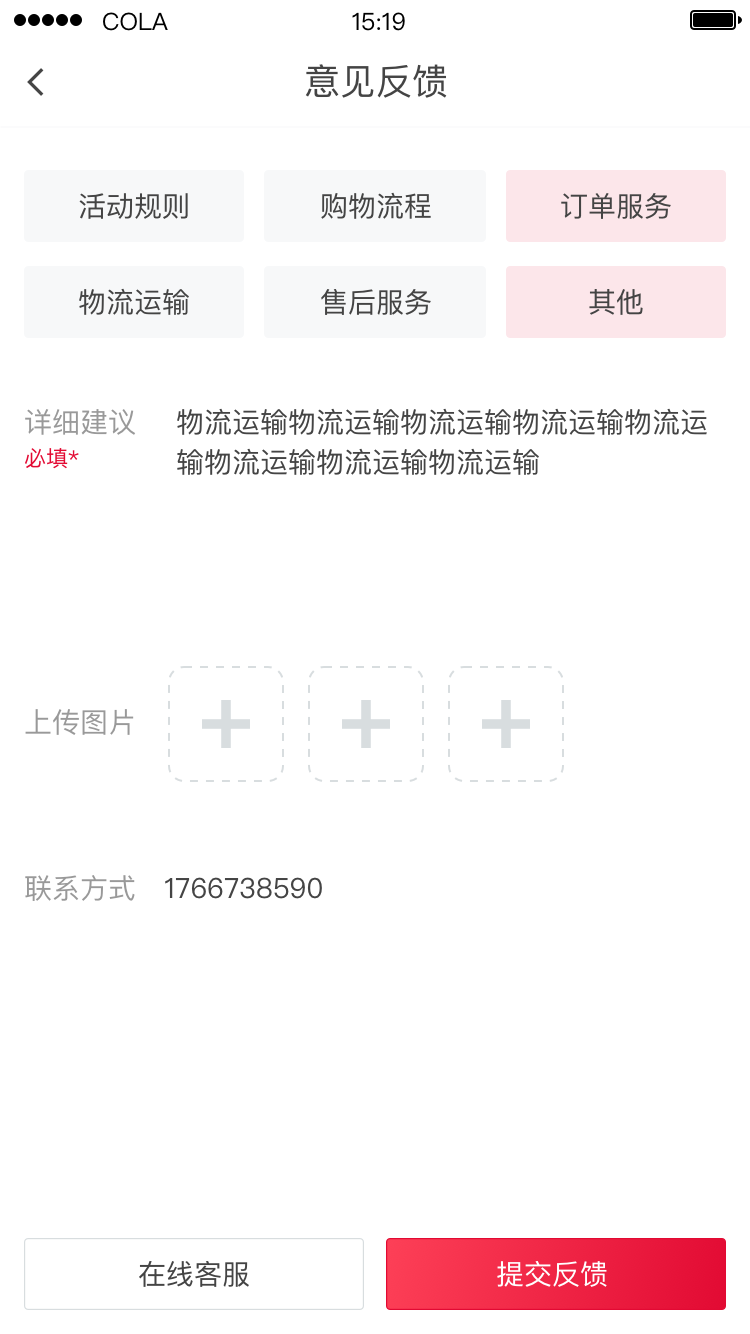 COLA 15:19
意见反馈
活动规则 购物流程 订单服务
物流运输 售后服务 其他
详细建议 物流运输物流运输物流运输物流运输物流运
必填* 输物流运输物流运输物流运输
上传图片
联系方式 1766738590
在线客服 提交反馈